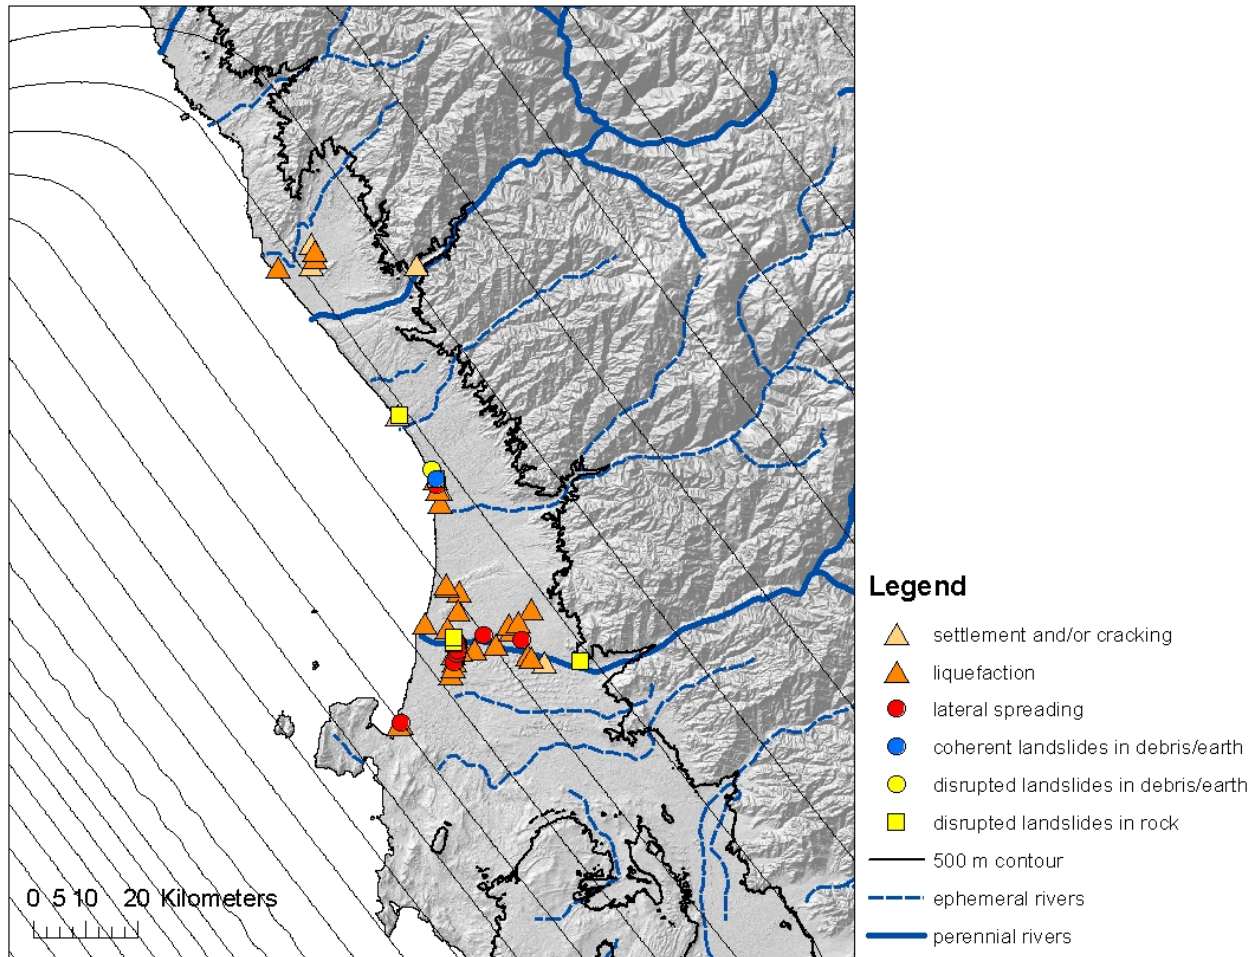 Legend
settlement and/or cracking
liquefaction
lateral spreading
coherent landslides in debris/earth
disrupted landslides in debris/earth
disrupted landslides in rock
500 m contour
ephemeral rivers
perennial rivers
0 5 10 20 Kilometers